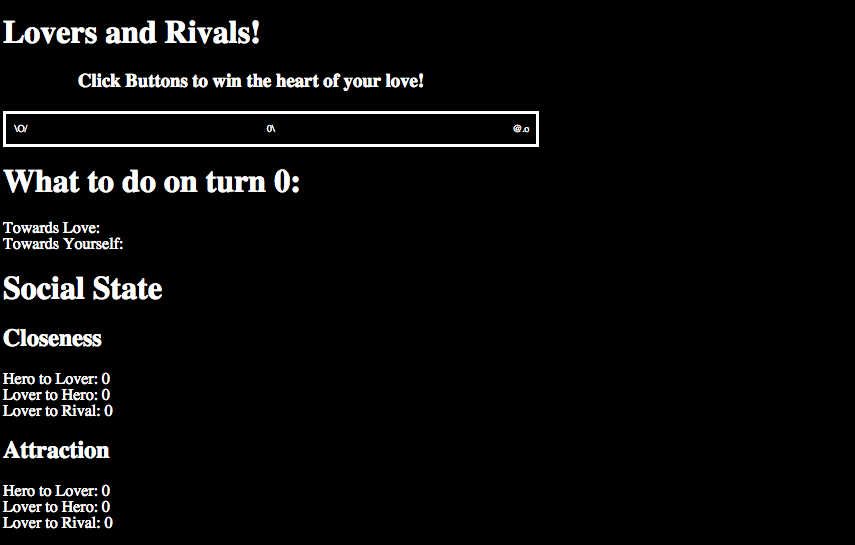 Lovers and Rivals!
Click Buttons to win the heart of your love!
\O/ 0\ @.o
What to do on turn 0:
Towards Love:
Towards Yourself:
Social State
Closeness
Hero to Lover: 0
Lover to Hero: 0
Lover to Rival: 0
Attraction
Hero to Lover: 0
Lover to Hero: 0
Lover to Rival: 0